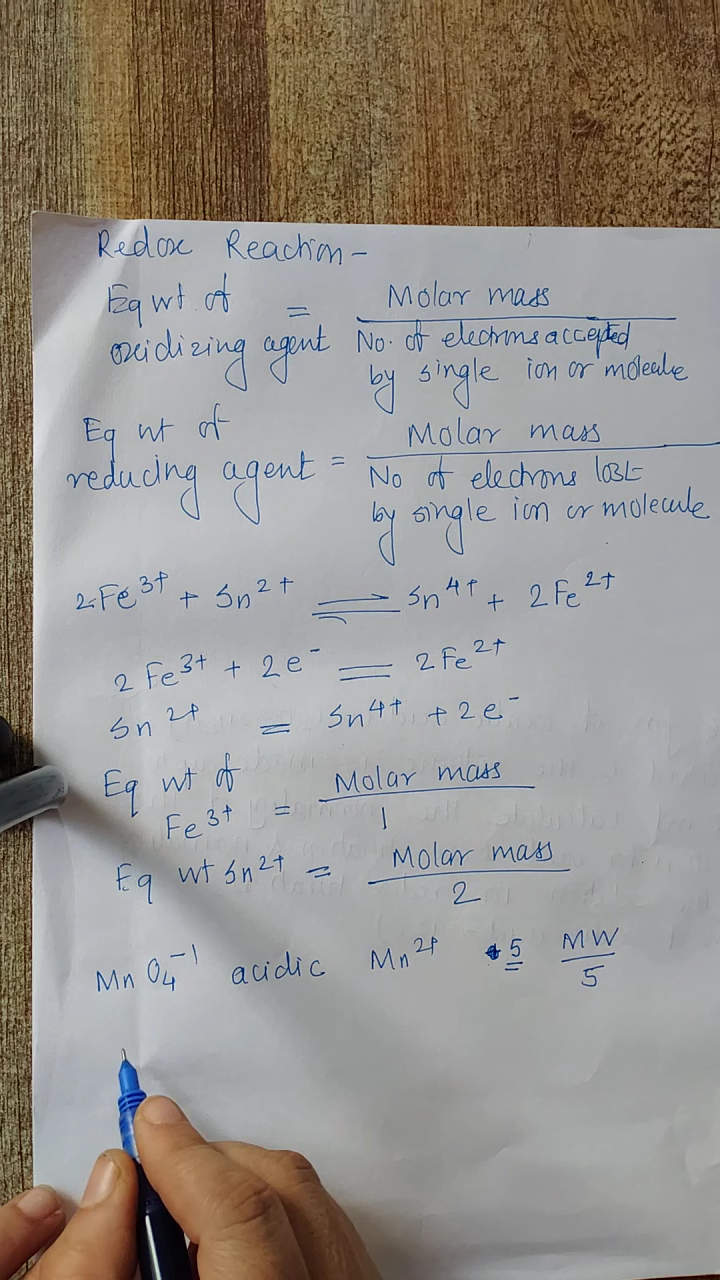 Redox Reaction -
Eq wt. of = Molar mass
oxidizing agent No. of electrons accepted
by single ion or molecule
Eq wt of Molar mass
reducing agent = No of electrons lost
by single ion or molecule
2Fe³⁺ + Sn²⁺ ⇌ Sn⁴⁺ + 2Fe²⁺
2Fe³⁺ + 2e⁻ = 2Fe²⁺
Sn²⁺ = Sn⁴⁺ + 2e⁻
Eq wt of Molar mass
Fe³⁺ = 1
Eq wt Sn²⁺ = Molar mass
2
MnO₄⁻¹ acidic Mn²⁺ 5 MW
5